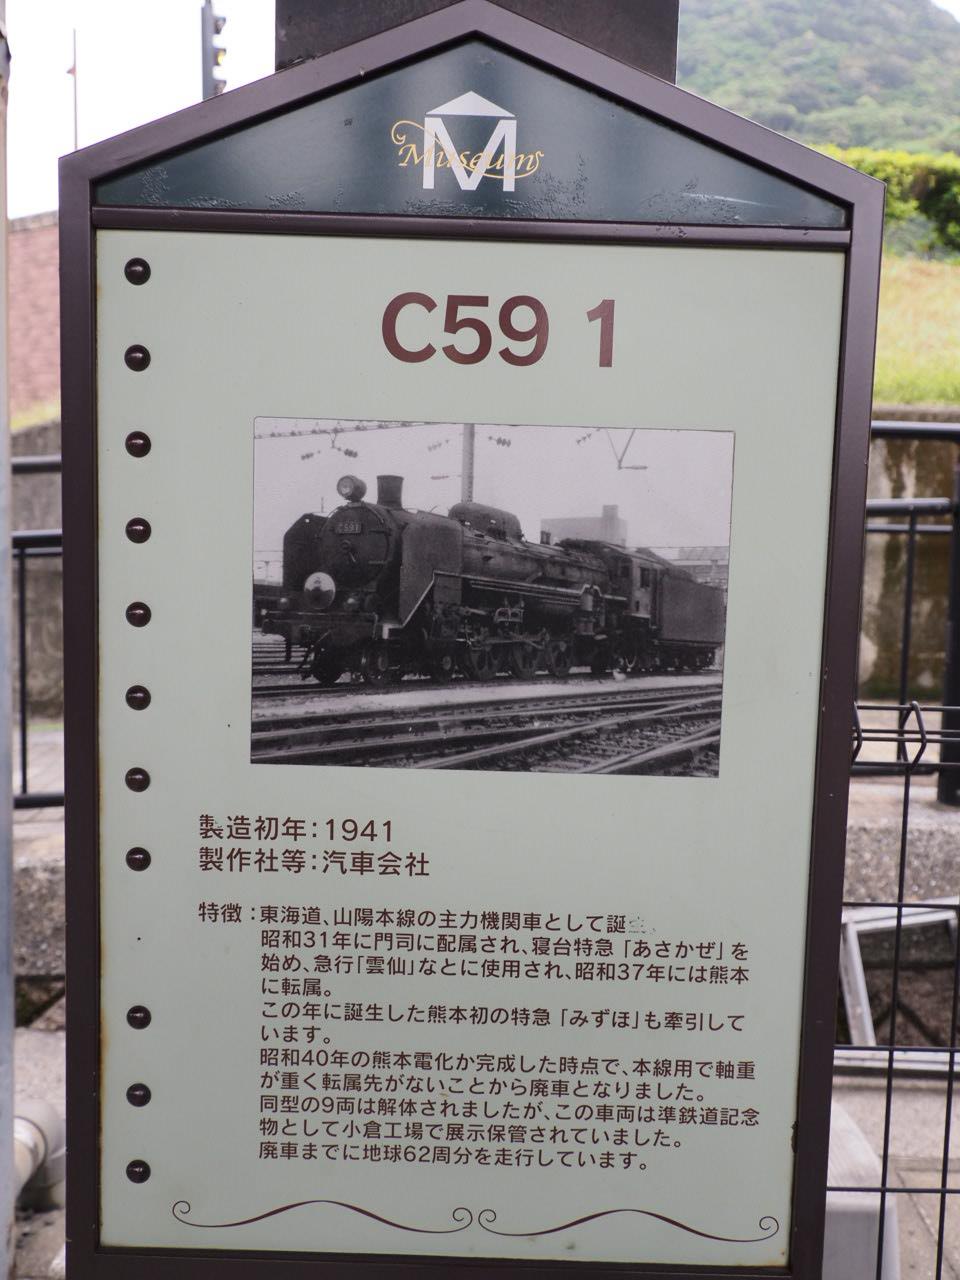 M
Museum
C59 1
C591
製造初年：1941
製作社等：汽車会社
特徴：東海道、山陽本線の主力機関車として誕生。
昭和31年に門司に配属され、寝台特急「あさかぜ」を
始め、急行「雲仙」なとに使用され、昭和37年には熊本
に転属。
この年に誕生した熊本初の特急「みずほ」も牽引して
います。
昭和40年の熊本電化か完成した時点で、本線用で軸重
が重く転属先がないことから廃車となりました。
同型の9両は解体されましたが、この車両は準鉄道記念
物として小倉工場で展示保管されていました。
廃車までに地球62周分を走行しています。